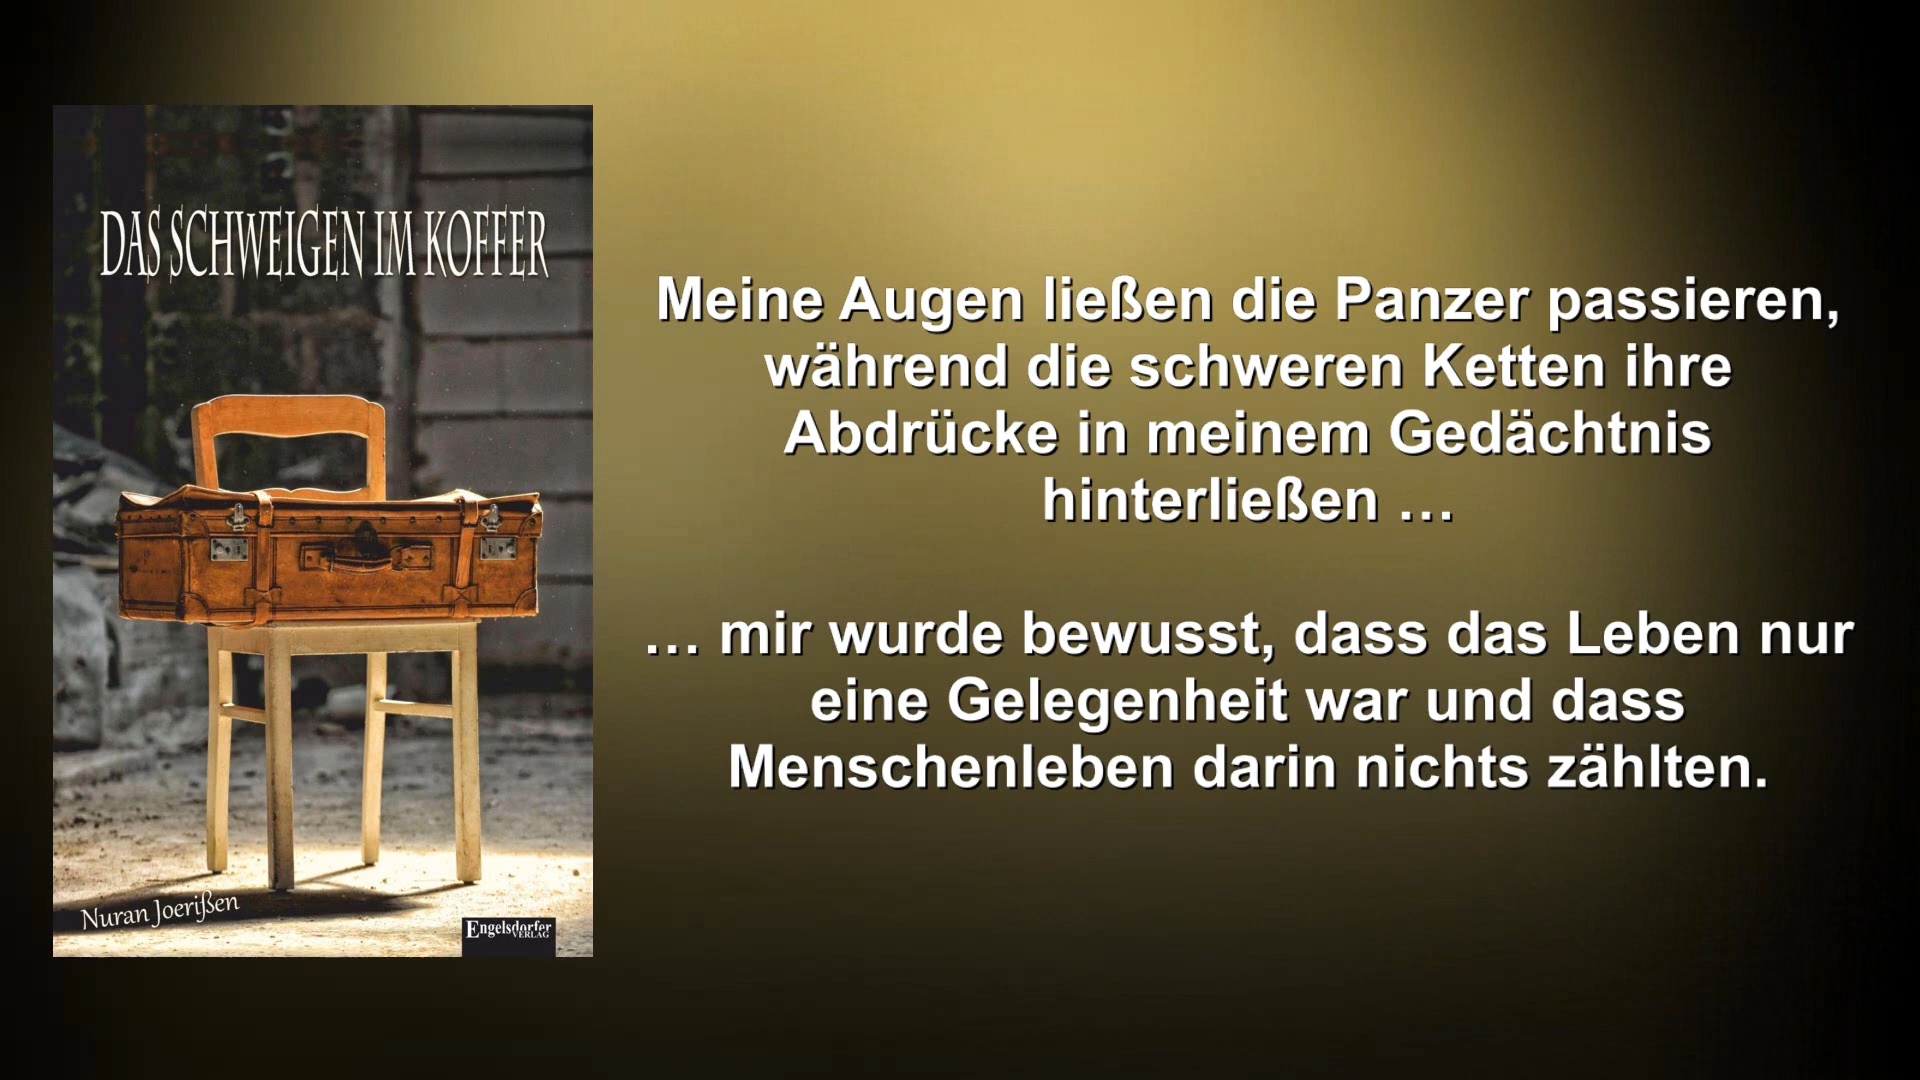 DAS SCHWEIGEN IM KOFFER
Nuran Joerißen
Engelsdorfer
VERLAG
Meine Augen ließen die Panzer passieren,
während die schweren Ketten ihre
Abdrücke in meinem Gedächtnis
hinterließen …
… mir wurde bewusst, dass das Leben nur
eine Gelegenheit war und dass
Menschenleben darin nichts zählten.